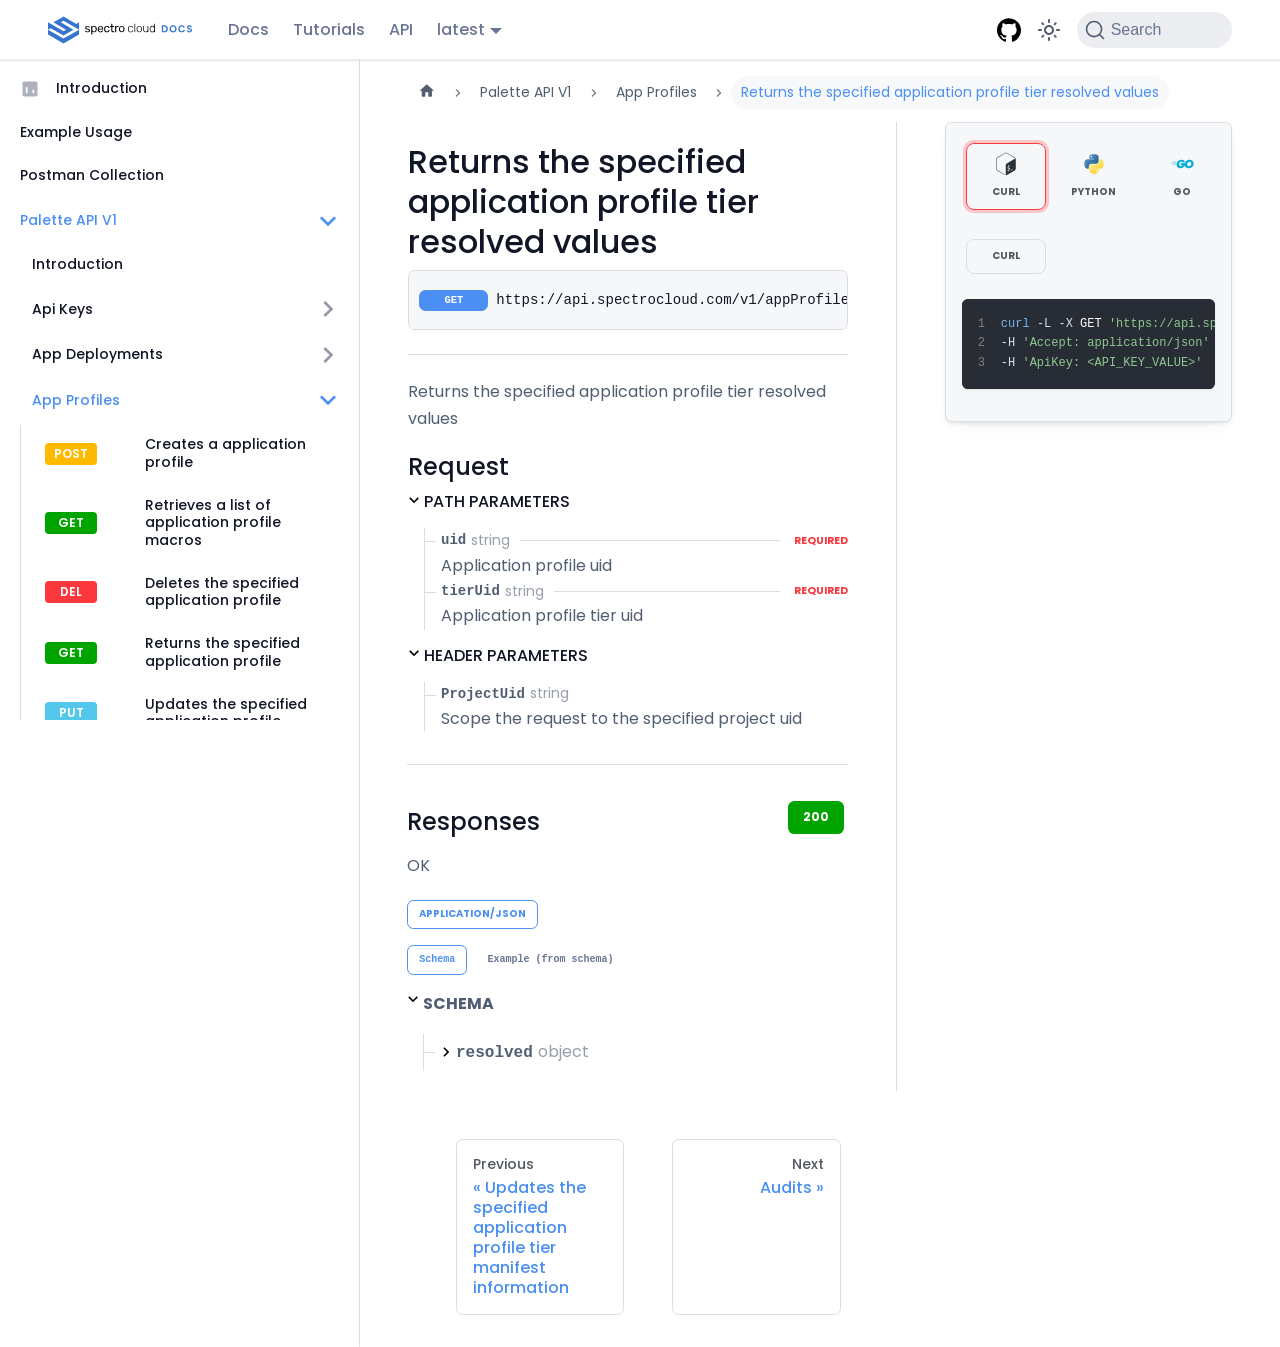 spectro cloud DOCS
Docs
Tutorials
API
latest
Search
Introduction
Example Usage
Postman Collection
Palette API V1
Introduction
Api Keys
App Deployments
App Profiles
POST
Creates a application
profile
GET
Retrieves a list of
application profile
macros
DEL
Deletes the specified
application profile
GET
Returns the specified
application profile
PUT
Updates the specified
application profile
Palette API V1
App Profiles
Returns the specified application profile tier resolved values
Returns the specified
application profile tier
resolved values
GET https://api.spectrocloud.com/v1/appProfile
Returns the specified application profile tier resolved
values
Request
PATH PARAMETERS
uid string REQUIRED
Application profile uid
tierUid string REQUIRED
Application profile tier uid
HEADER PARAMETERS
ProjectUid string
Scope the request to the specified project uid
Responses
200
OK
APPLICATION/JSON
Schema Example (from schema)
SCHEMA
resolved object
CURL
PYTHON
GO
CURL
1 curl -L -X GET 'https://api.sp
2 -H 'Accept: application/json'
3 -H 'ApiKey: <API_KEY_VALUE>'
Previous
« Updates the
specified
application
profile tier
manifest
information
Next
Audits »